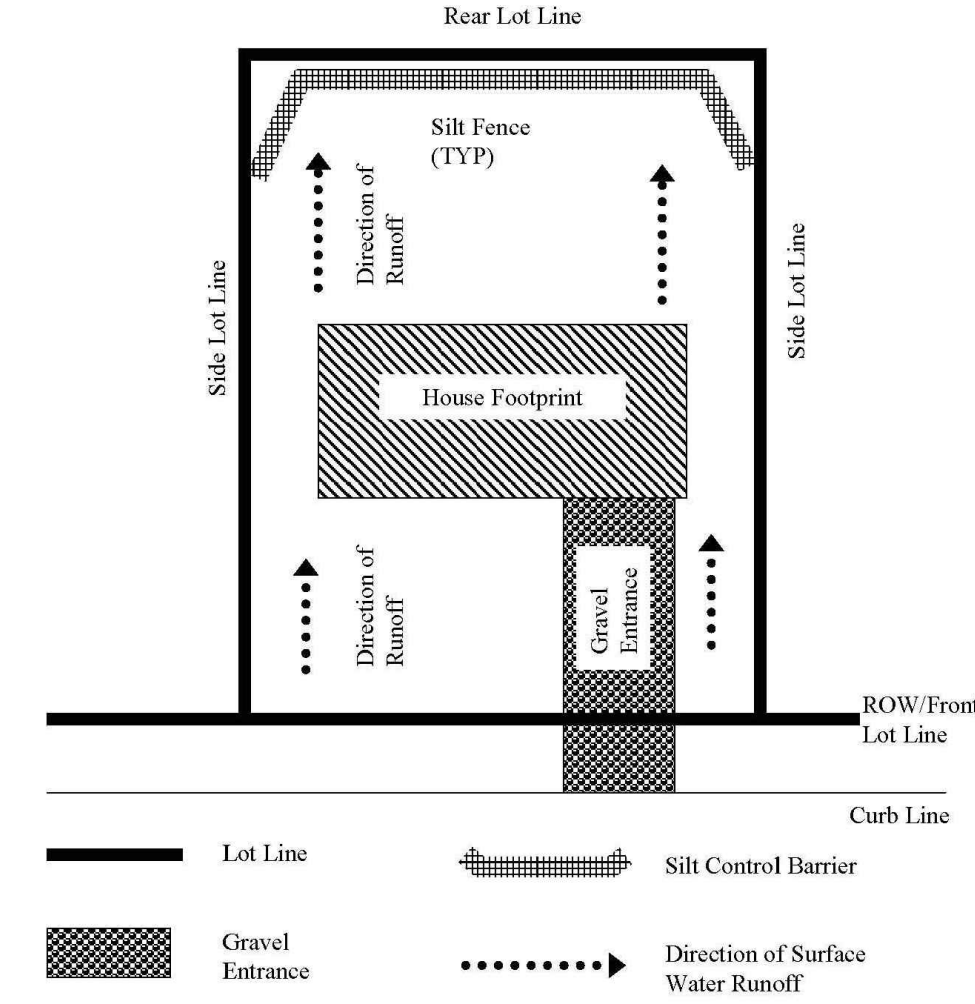 Rear Lot Line
Silt Fence
(TYP)
Direction of
Runoff
Side Lot Line
Side Lot Line
House Footprint
Direction of
Runoff
Gravel
Entrance
ROW/Front
Lot Line
Curb Line
Lot Line
Silt Control Barrier
Gravel
Entrance
Direction of Surface
Water Runoff